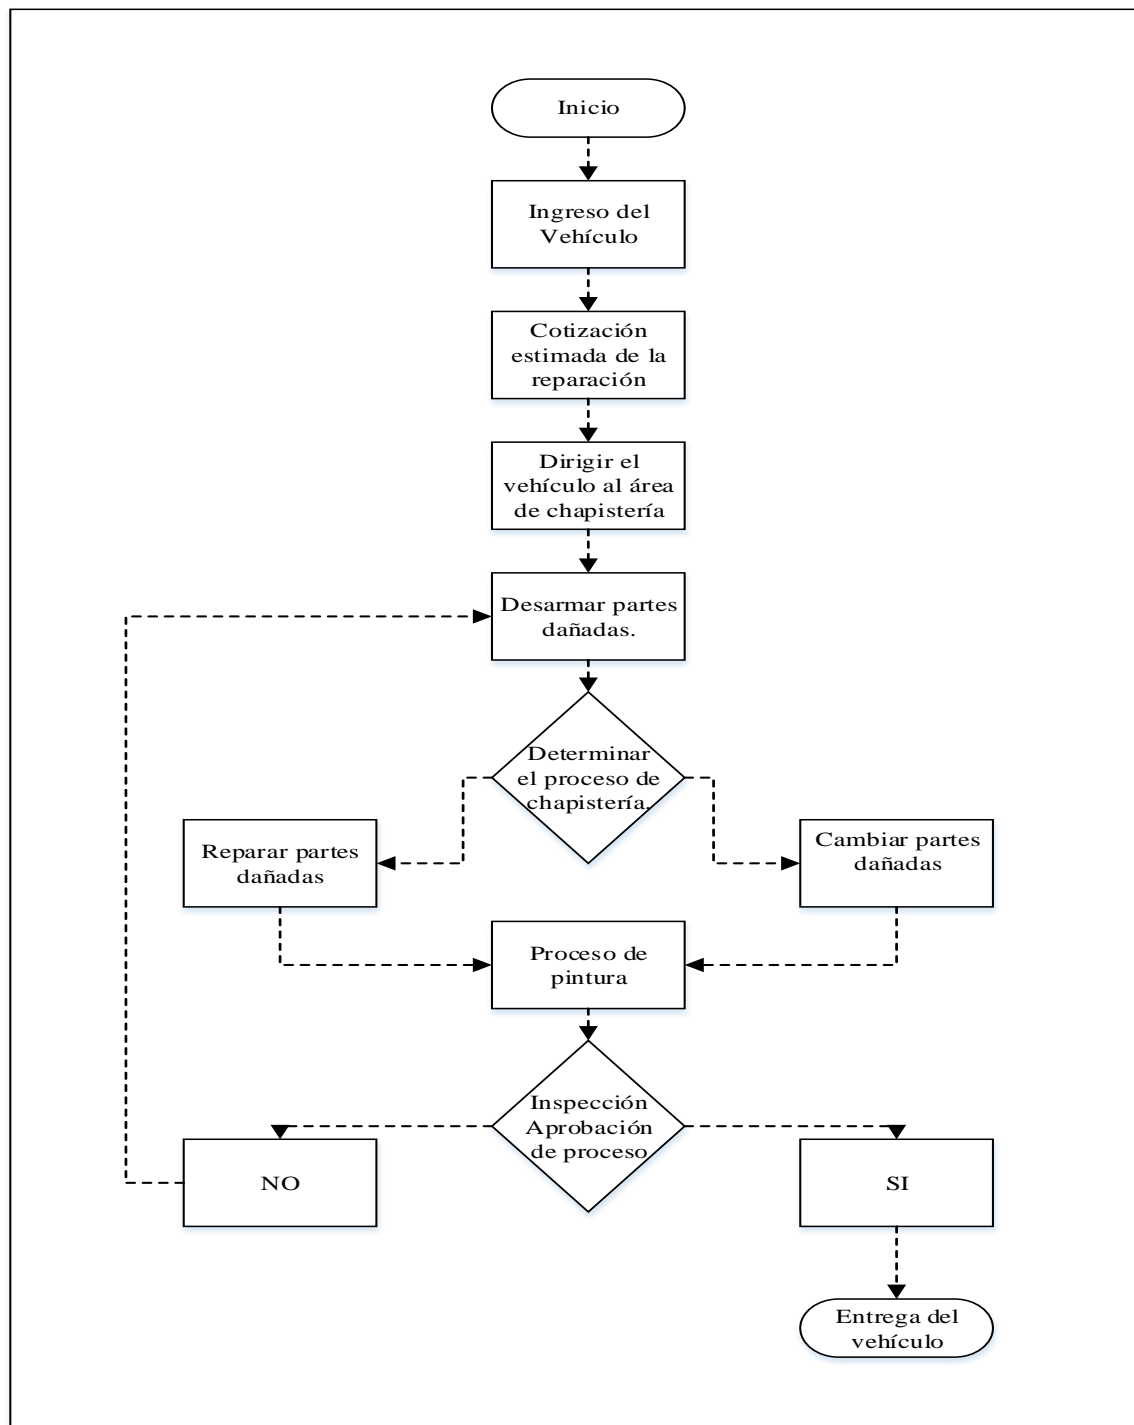 Inicio
Ingreso del
Vehículo
Cotización
estimada de la
reparación
Dirigir el
vehículo al área
de chapistería
Desarmar partes
dañadas.
Determinar
el proceso de
chapistería.
Reparar partes
dañadas
Cambiar partes
dañadas
Proceso de
pintura
Inspección
Aprobación
de proceso
NO
SI
Entrega del
vehículo